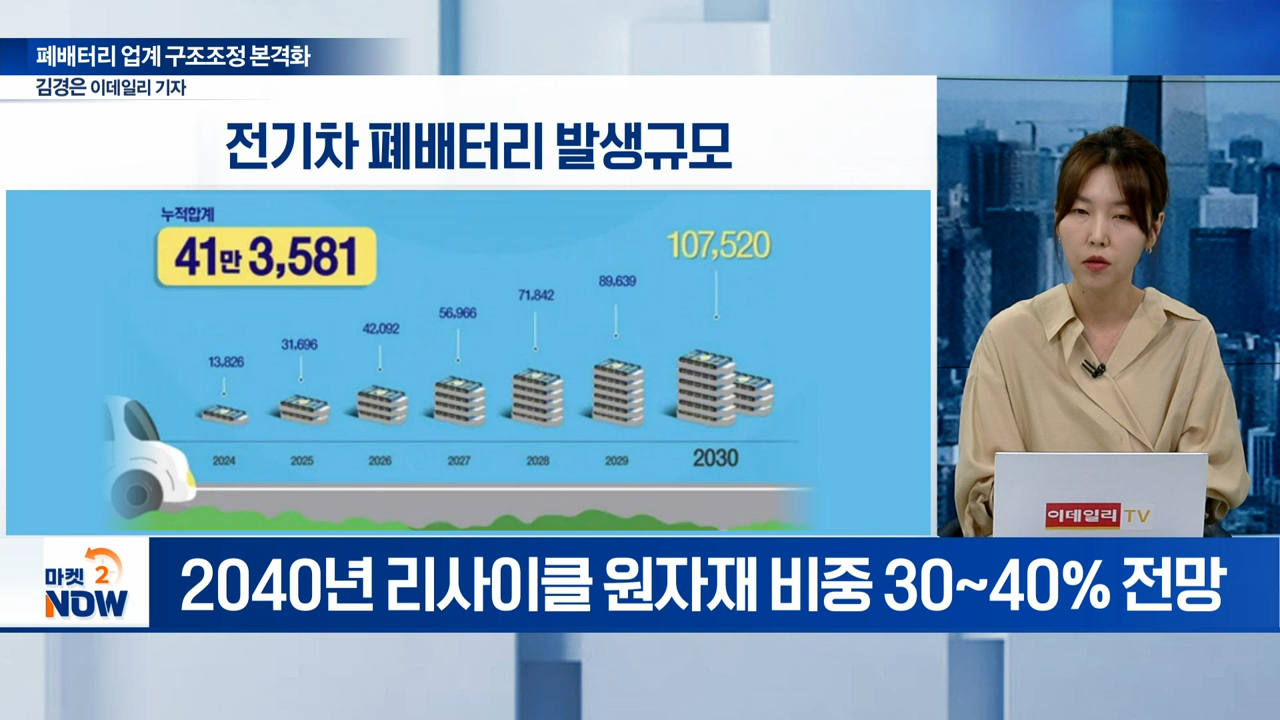 폐배터리 업계 구조조정 본격화
김경은 이데일리 기자
전기차 폐배터리 발생규모
누적합계
41만 3,581
13,826
31,696
42,092
56,966
71,842
89,639
107,520
2024
2025
2026
2027
2028
2029
2030
이데일리 TV
마켓 2
NOW
2040년 리사이클 원자재 비중 30~40% 전망